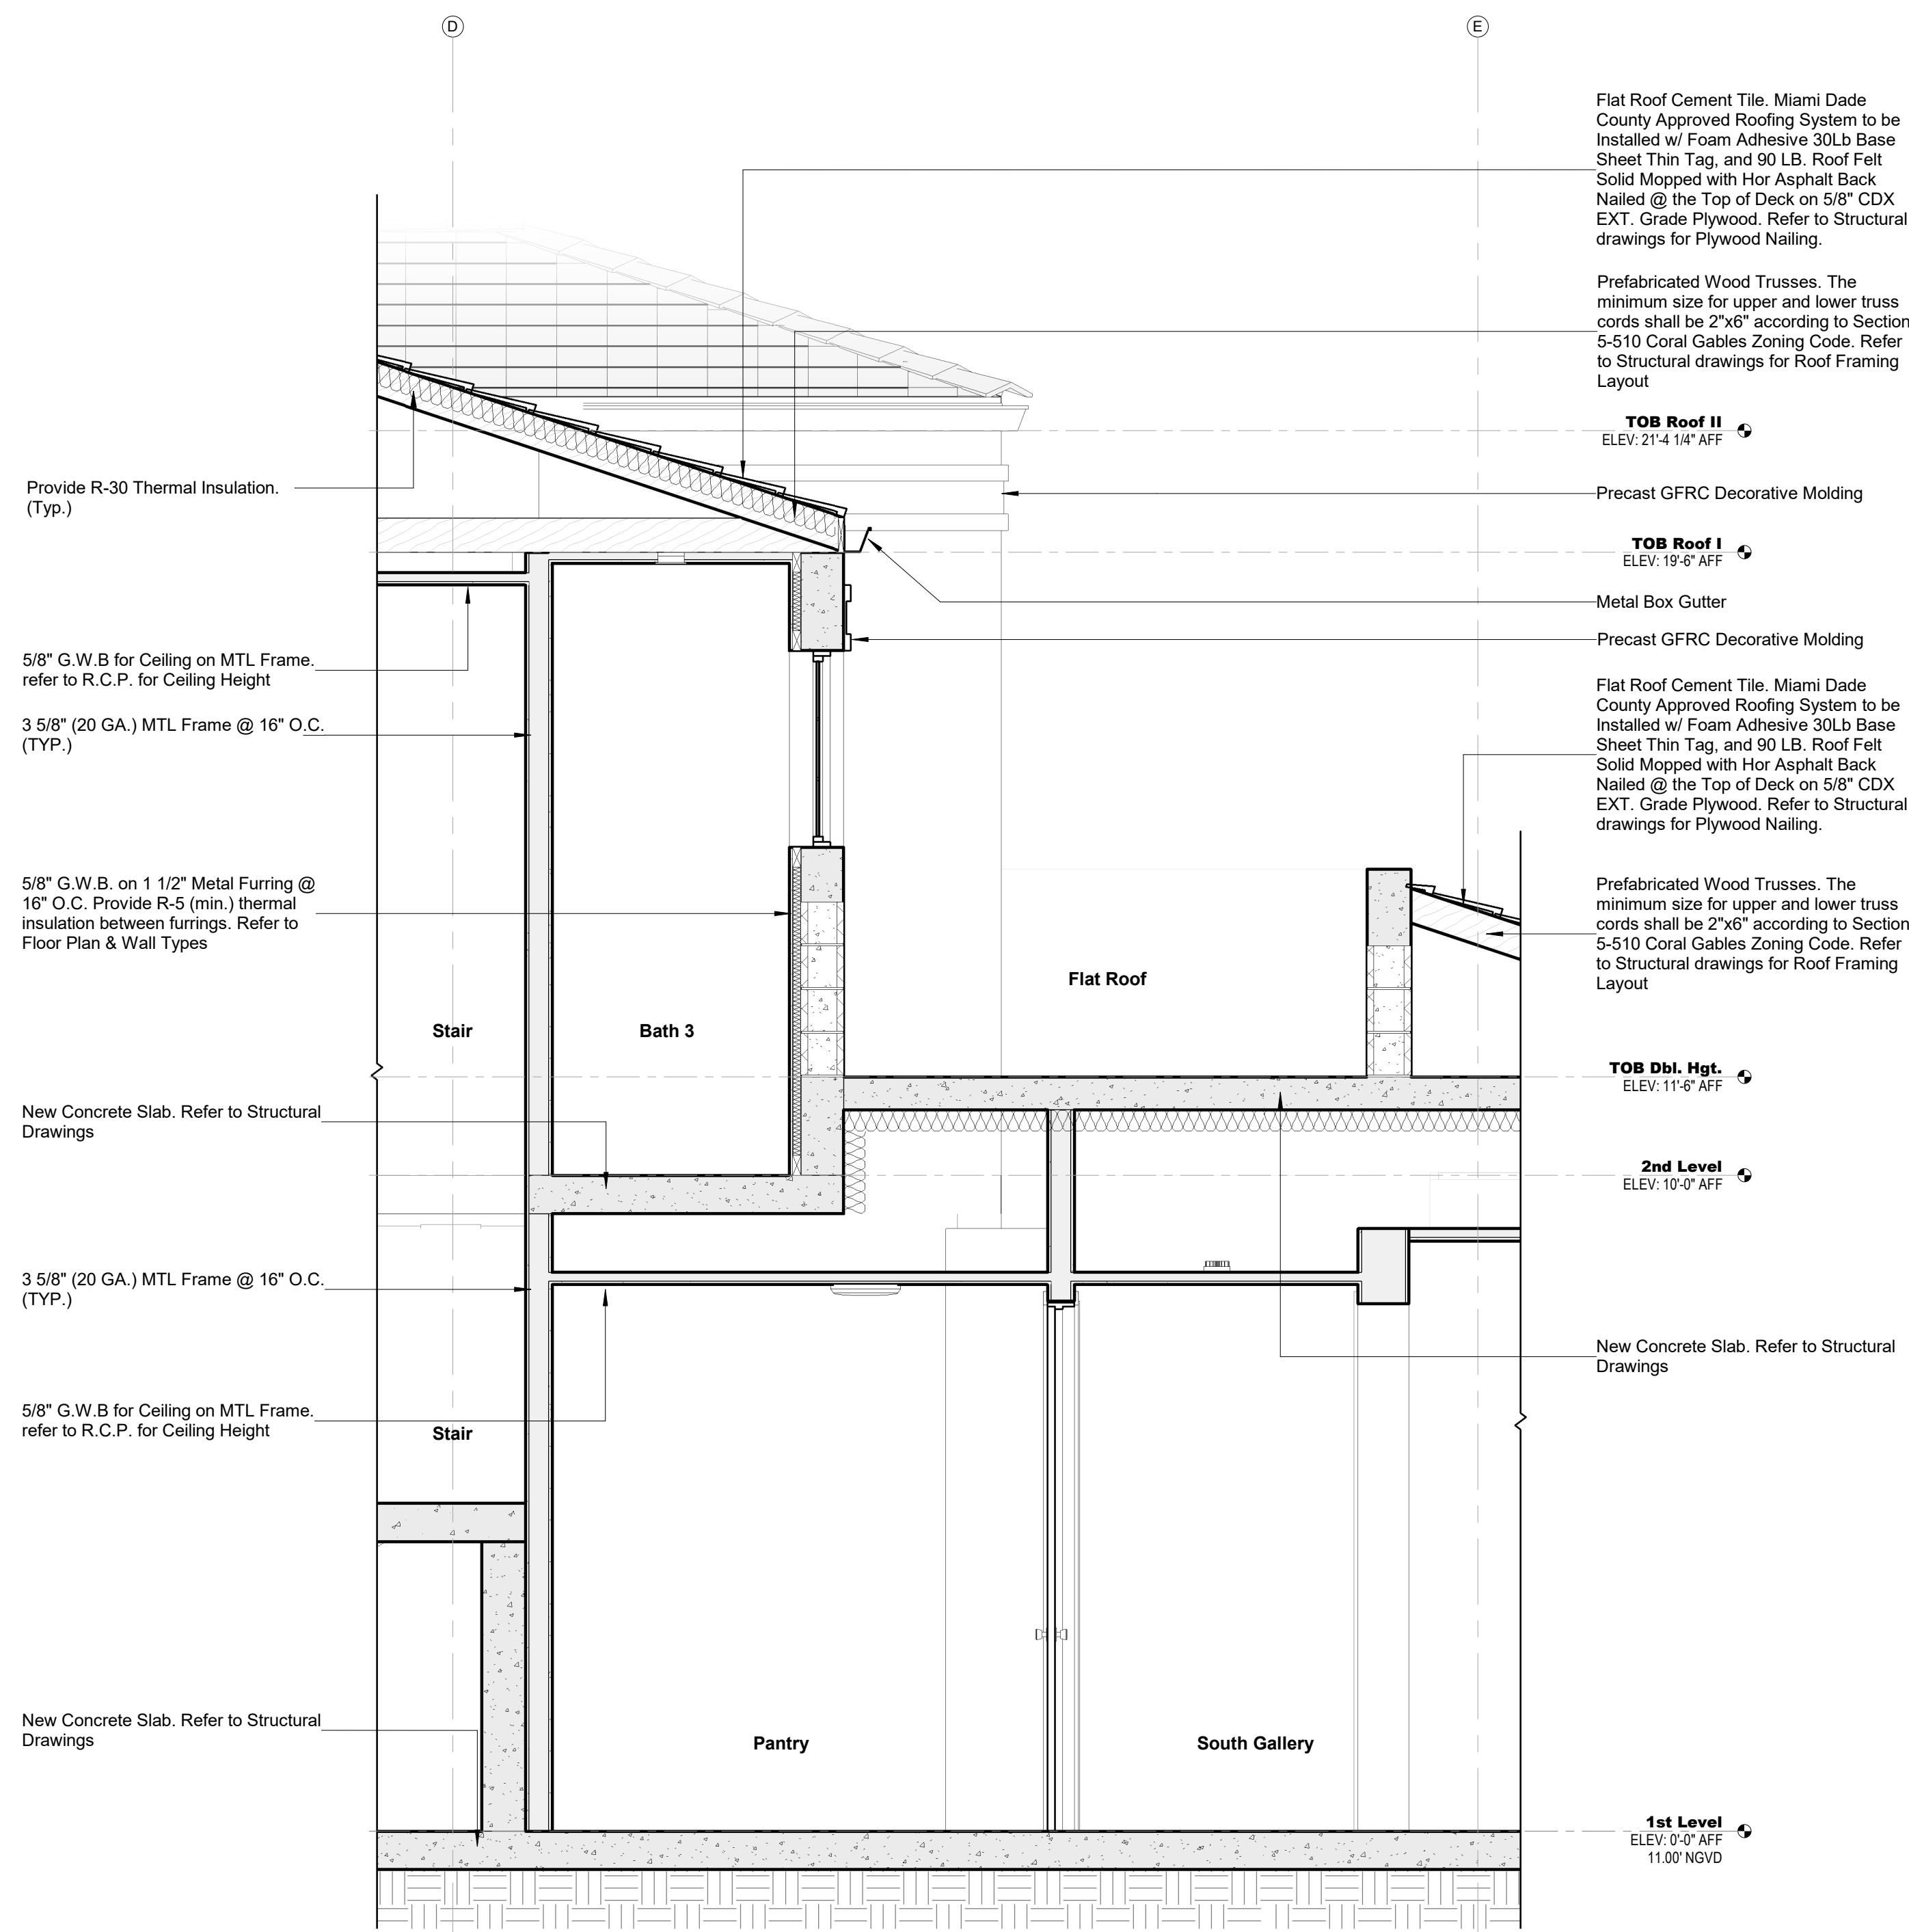 D
E
Flat Roof Cement Tile. Miami Dade
County Approved Roofing System to be
Installed w/ Foam Adhesive 30Lb Base
Sheet Thin Tag, and 90 LB. Roof Felt
Solid Mopped with Hor Asphalt Back
Nailed @ the Top of Deck on 5/8" CDX
EXT. Grade Plywood. Refer to Structural
drawings for Plywood Nailing.
Prefabricated Wood Trusses. The
minimum size for upper and lower truss
cords shall be 2"x6" according to Section
5-510 Coral Gables Zoning Code. Refer
to Structural drawings for Roof Framing
Layout
TOB Roof II
ELEV: 21'-4 1/4" AFF
Provide R-30 Thermal Insulation.
(Typ.)
Precast GFRC Decorative Molding
TOB Roof I
ELEV: 19'-6" AFF
Metal Box Gutter
Precast GFRC Decorative Molding
5/8" G.W.B for Ceiling on MTL Frame.
refer to R.C.P. for Ceiling Height
3 5/8" (20 GA.) MTL Frame @ 16" O.C.
(TYP.)
Flat Roof Cement Tile. Miami Dade
County Approved Roofing System to be
Installed w/ Foam Adhesive 30Lb Base
Sheet Thin Tag, and 90 LB. Roof Felt
Solid Mopped with Hor Asphalt Back
Nailed @ the Top of Deck on 5/8" CDX
EXT. Grade Plywood. Refer to Structural
drawings for Plywood Nailing.
5/8" G.W.B. on 1 1/2" Metal Furring @
16" O.C. Provide R-5 (min.) thermal
insulation between furrings. Refer to
Floor Plan & Wall Types
Prefabricated Wood Trusses. The
minimum size for upper and lower truss
cords shall be 2"x6" according to Section
5-510 Coral Gables Zoning Code. Refer
to Structural drawings for Roof Framing
Layout
Flat Roof
Stair
Bath 3
TOB Dbl. Hgt.
ELEV: 11'-6" AFF
New Concrete Slab. Refer to Structural
Drawings
2nd Level
ELEV: 10'-0" AFF
3 5/8" (20 GA.) MTL Frame @ 16" O.C.
(TYP.)
New Concrete Slab. Refer to Structural
Drawings
5/8" G.W.B for Ceiling on MTL Frame.
refer to R.C.P. for Ceiling Height
Stair
New Concrete Slab. Refer to Structural
Drawings
Pantry
South Gallery
1st Level
ELEV: 0'-0" AFF
11.00' NGVD